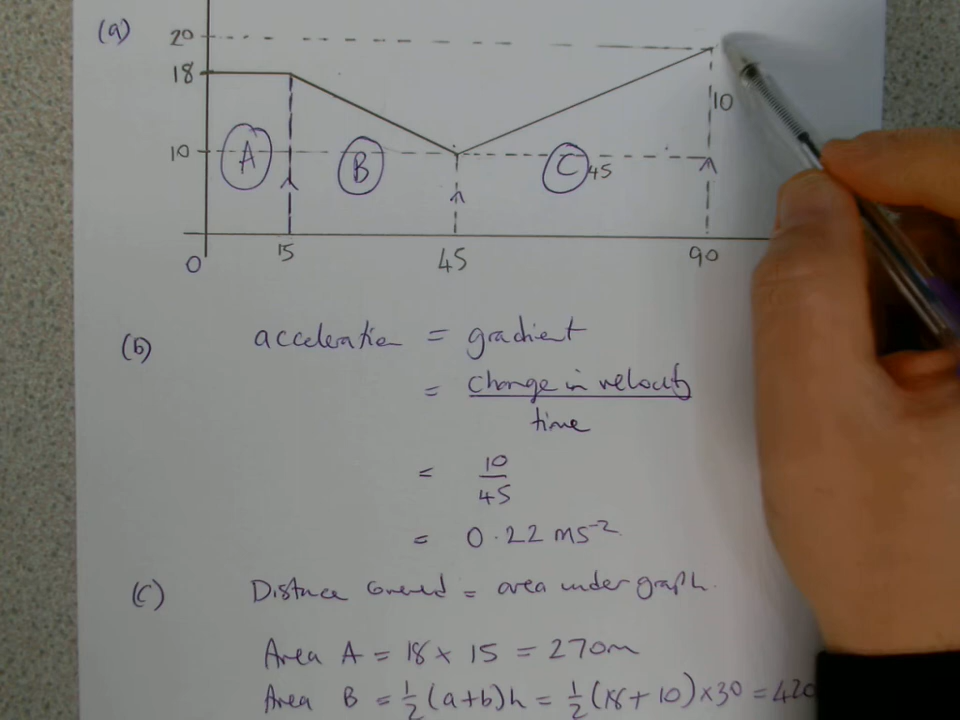 (a)
20
18
10
A
B
C 45
10
0
15
45
90
(b) acceleration = gradient
= change in velocity
time
= 10
45
= 0.22 ms⁻²
(c) Distance covered = area under graph.
Area A = 18 × 15 = 270m
Area B = 1/2 (a+b)h = 1/2 (18+10)×30 = 420